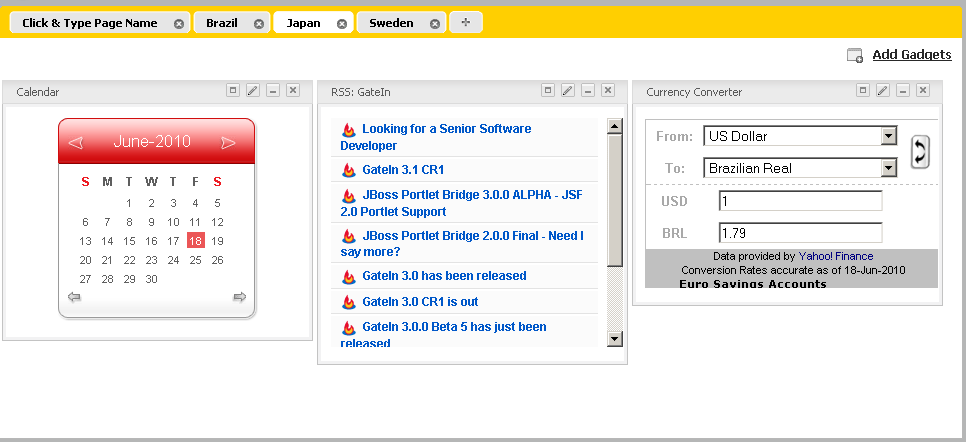 Click & Type Page Name Brazil Japan Sweden
Add Gadgets
Calendar
June-2010
S M T W T F S
1 2 3 4 5
6 7 8 9 10 11 12
13 14 15 16 17 18 19
20 21 22 23 24 25 26
27 28 29 30
RSS: GateIn
Looking for a Senior Software
Developer
GateIn 3.1 CR1
JBoss Portlet Bridge 3.0.0 ALPHA - JSF
2.0 Portlet Support
JBoss Portlet Bridge 2.0.0 Final - Need I
say more?
GateIn 3.0 has been released
GateIn 3.0 CR1 is out
GateIn 3.0.0 Beta 5 has just been
released
Currency Converter
From: US Dollar
To: Brazilian Real
USD 1
BRL 1.79
Data provided by Yahoo! Finance
Conversion Rates accurate as of 18-Jun-2010
Euro Savings Accounts